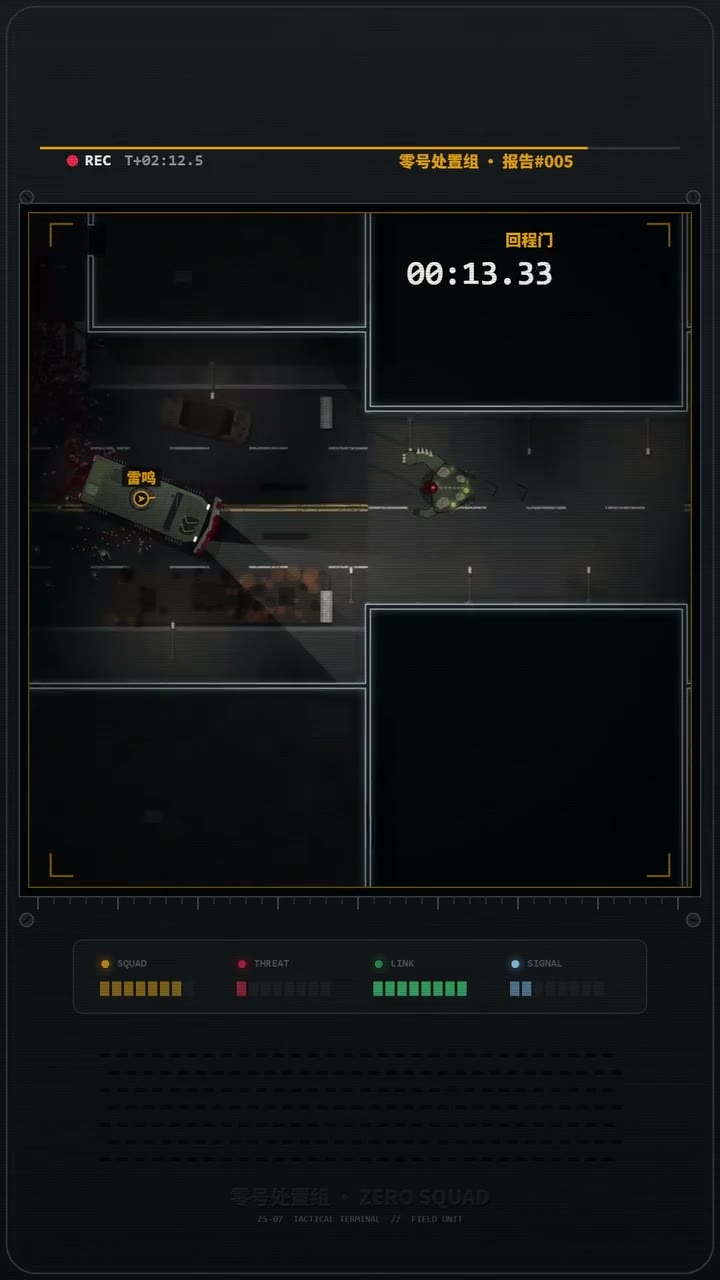 REC T+02:12.5
零号处置组 · 报告#005
回程门
00:13.33
雷鸣
SQUAD
THREAT
LINK
SIGNAL
零号处置组 · ZERO SQUAD
ZS-07 TACTICAL TERMINAL // FIELD UNIT